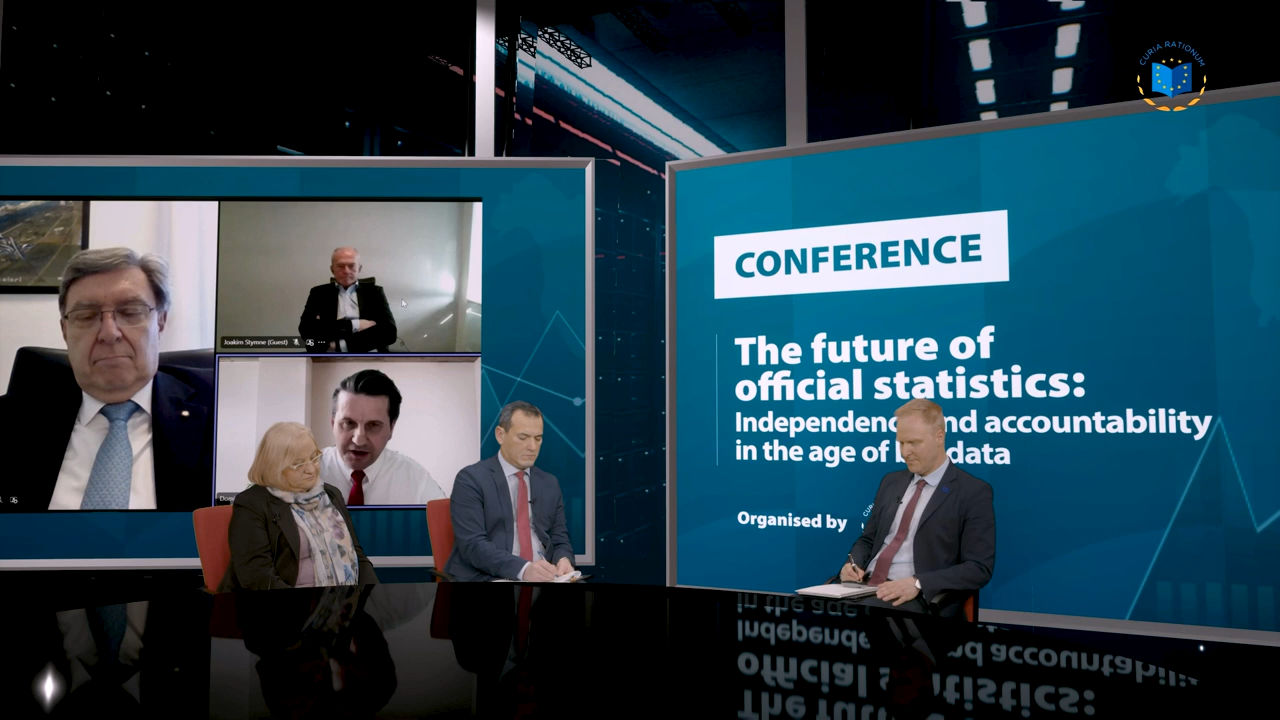 CURIA RATIONUM
CONFERENCE
The future of
official statistics:
and accountability
in the age of data
Organised by
Joakim Stymne (Guest)